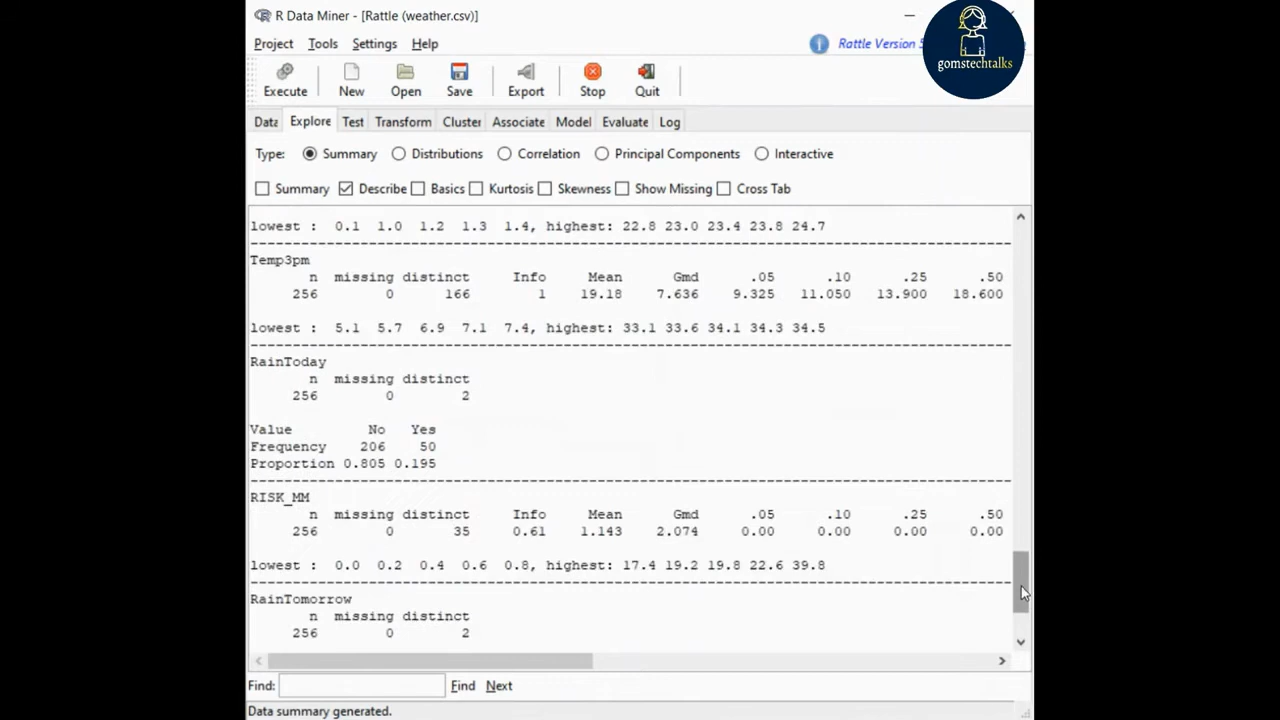 R Data Miner - [Rattle (weather.csv)]
Project Tools Settings Help Rattle Version
gomstechtalks
Execute New Open Save Export Stop Quit
Data Explore Test Transform Cluster Associate Model Evaluate Log
Type: Summary Distributions Correlation Principal Components Interactive
Summary Describe Basics Kurtosis Skewness Show Missing Cross Tab
lowest : 0.1 1.0 1.2 1.3 1.4, highest: 22.8 23.0 23.4 23.8 24.7
Temp3pm
n missing distinct Info Mean Gmd .05 .10 .25 .50
256 0 166 1 19.18 7.636 9.325 11.050 13.900 18.600
lowest : 5.1 5.7 6.9 7.1 7.4, highest: 33.1 33.6 34.1 34.3 34.5
RainToday
n missing distinct
256 0 2
Value No Yes
Frequency 206 50
Proportion 0.805 0.195
RISK_MM
n missing distinct Info Mean Gmd .05 .10 .25 .50
256 0 35 0.61 1.143 2.074 0.00 0.00 0.00 0.00
lowest : 0.0 0.2 0.4 0.6 0.8, highest: 17.4 19.2 19.8 22.6 39.8
RainTomorrow
n missing distinct
256 0 2
Find: Find Next
Data summary generated.